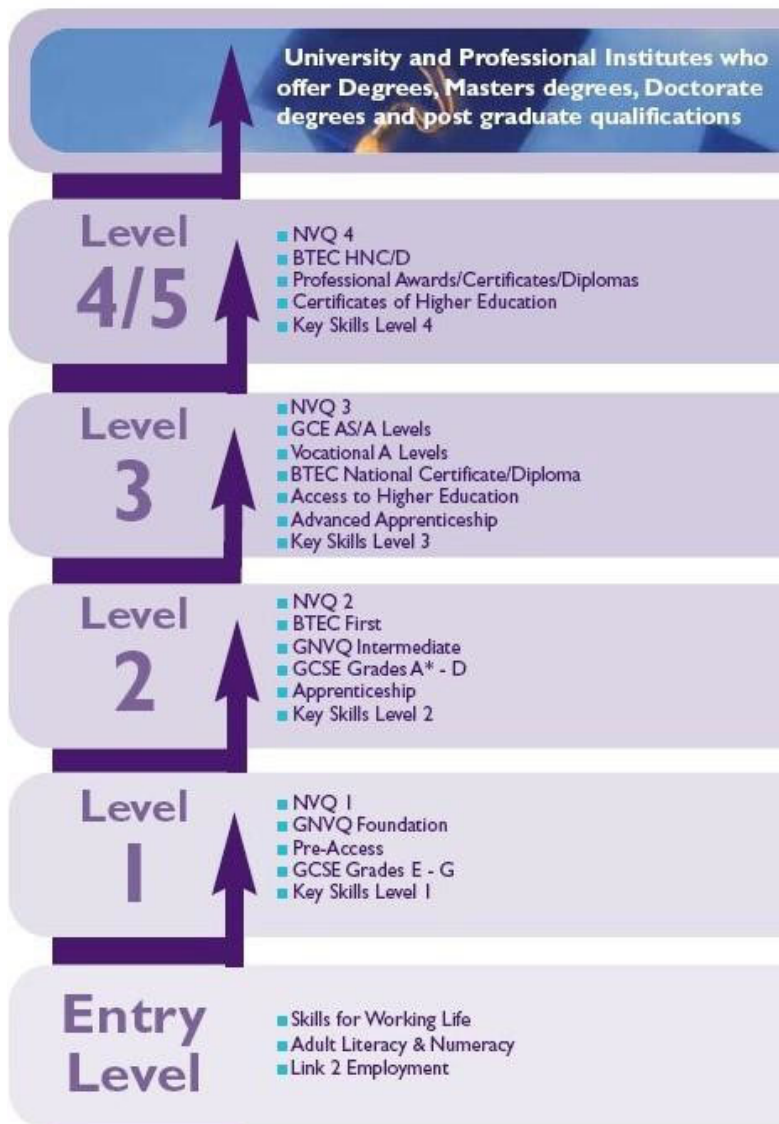 University and Professional Institutes who
offer Degrees, Masters degrees, Doctorate
degrees and post graduate qualifications
Level
4/5
NVQ 4
BTEC HNC/D
Professional Awards/Certificates/Diplomas
Certificates of Higher Education
Key Skills Level 4
Level
3
NVQ 3
GCE AS/A Levels
Vocational A Levels
BTEC National Certificate/Diploma
Access to Higher Education
Advanced Apprenticeship
Key Skills Level 3
Level
2
NVQ 2
BTEC First
GNVQ Intermediate
GCSE Grades A* - D
Apprenticeship
Key Skills Level 2
Level
1
NVQ 1
GNVQ Foundation
Pre-Access
GCSE Grades E - G
Key Skills Level 1
Entry
Level
Skills for Working Life
Adult Literacy & Numeracy
Link 2 Employment